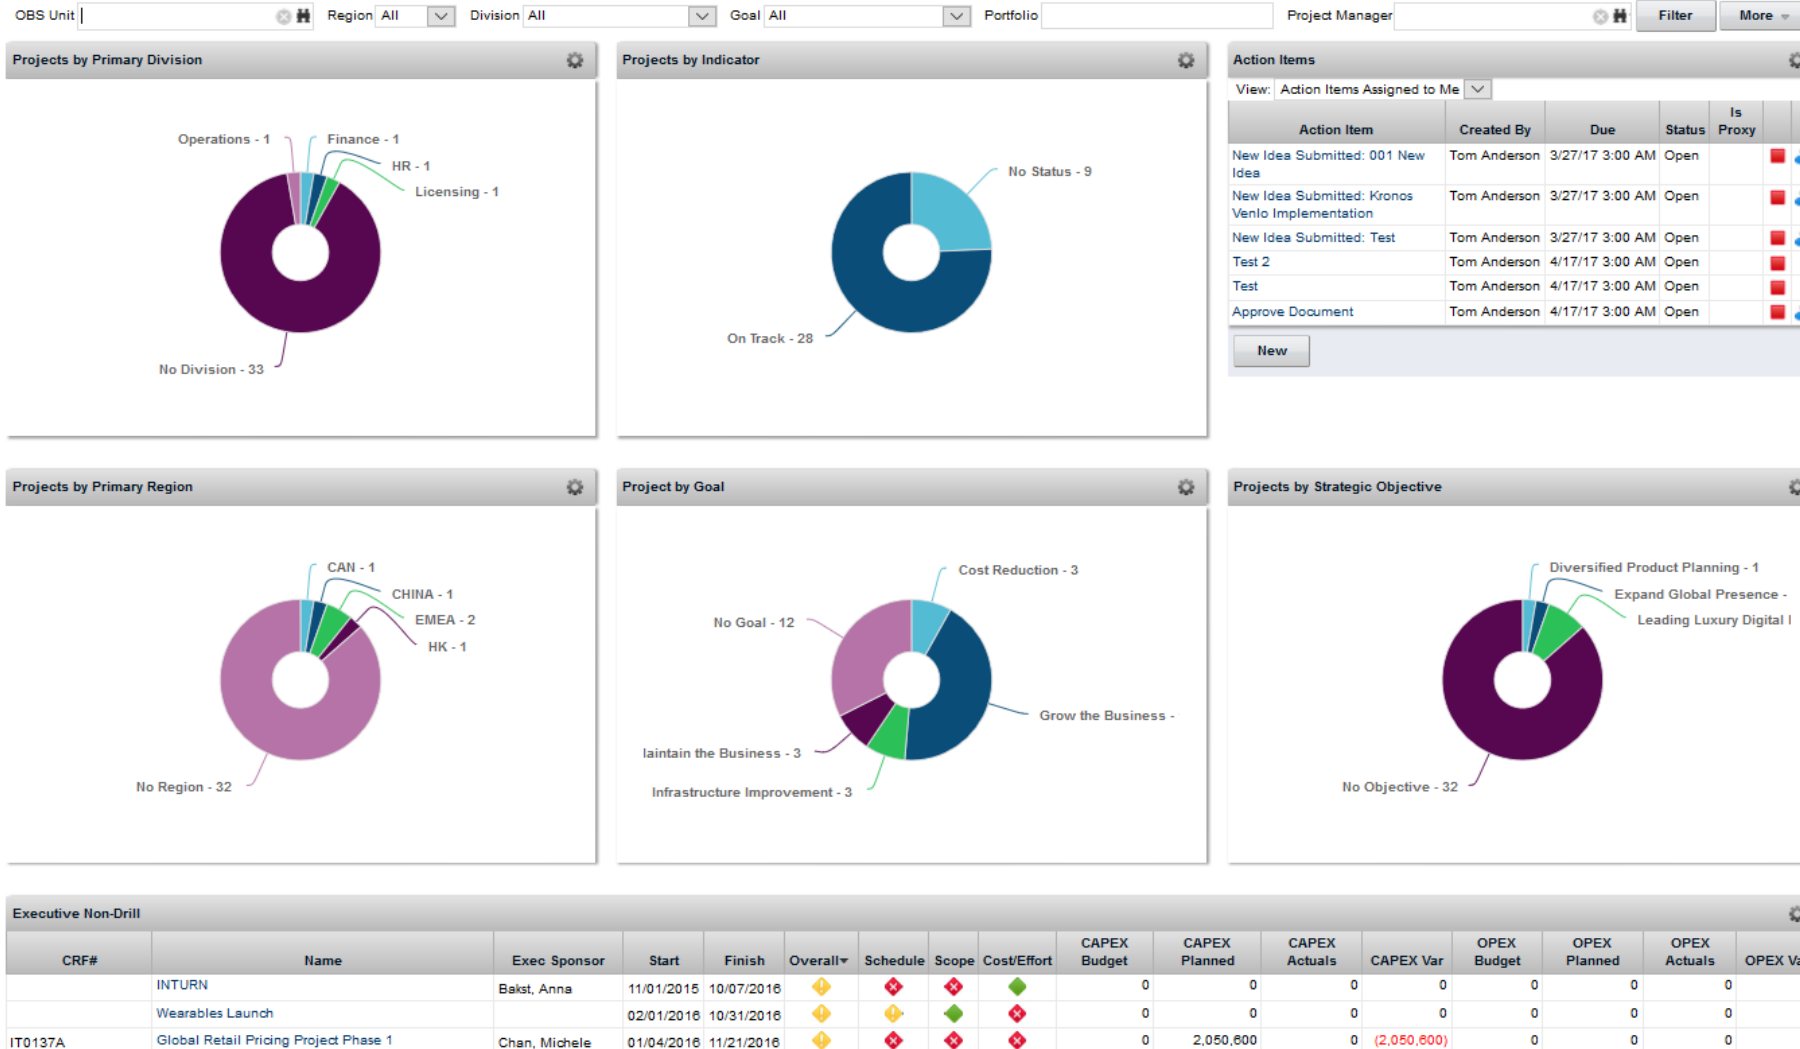 OBS Unit Region All Division All Goal All Portfolio Project Manager Filter More
Projects by Primary Division
Operations - 1
Finance - 1
HR - 1
Licensing - 1
No Division - 33
Projects by Indicator
No Status - 9
On Track - 28
Action Items
View: Action Items Assigned to Me
Action Item Created By Due Status Is Proxy
New Idea Submitted: 001 New Idea Tom Anderson 3/27/17 3:00 AM Open
New Idea Submitted: Kronos Venlo Implementation Tom Anderson 3/27/17 3:00 AM Open
New Idea Submitted: Test Tom Anderson 3/27/17 3:00 AM Open
Test 2 Tom Anderson 4/17/17 3:00 AM Open
Test Tom Anderson 4/17/17 3:00 AM Open
Approve Document Tom Anderson 4/17/17 3:00 AM Open
New
Projects by Primary Region
CAN - 1
CHINA - 1
EMEA - 2
HK - 1
No Region - 32
Project by Goal
Cost Reduction - 3
No Goal - 12
Grow the Business -
laintain the Business - 3
Infrastructure Improvement - 3
Projects by Strategic Objective
Diversified Product Planning - 1
Expand Global Presence -
Leading Luxury Digital
No Objective - 32
Executive Non-Drill
CRF# Name Exec Sponsor Start Finish Overall Schedule Scope Cost/Effort CAPEX Budget CAPEX Planned CAPEX Actuals CAPEX Var OPEX Budget OPEX Planned OPEX Actuals OPEX Va
INTURN Bakst, Anna 11/01/2015 10/07/2016 0 0 0 0 0 0 0
Wearables Launch 02/01/2016 10/31/2016 0 0 0 0 0 0 0
IT0137A Global Retail Pricing Project Phase 1 Chan, Michele 01/04/2016 11/21/2016 0 2,050,600 0 (2,050,600) 0 0 0